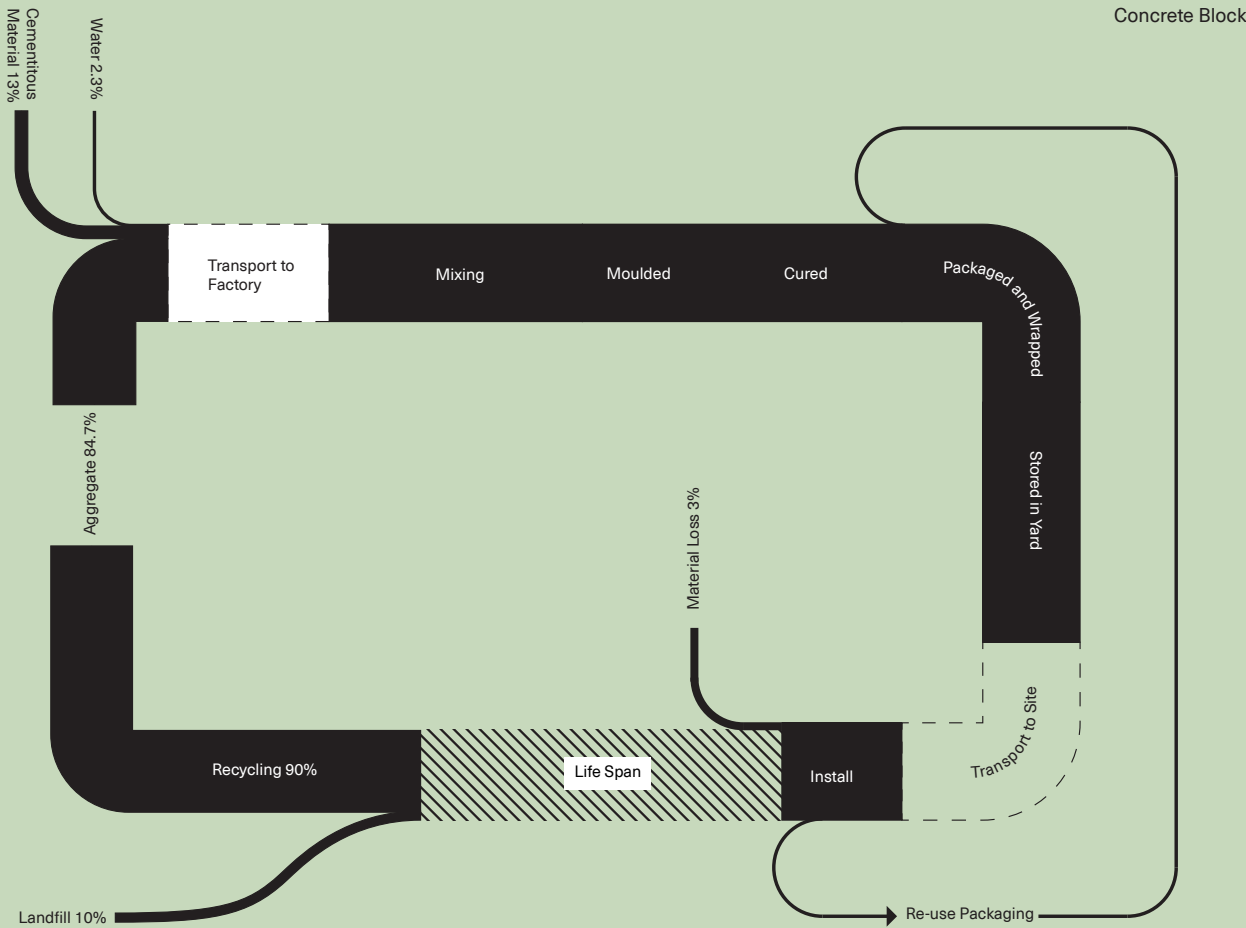 Concrete Block
Cementitous
Material 13%
Water 2.3%
Transport to
Factory
Mixing
Moulded
Cured
Packaged and Wrapped
Stored in Yard
Transport to Site
Install
Material Loss 3%
Life Span
Recycling 90%
Aggregate 84.7%
Landfill 10%
Re-use Packaging